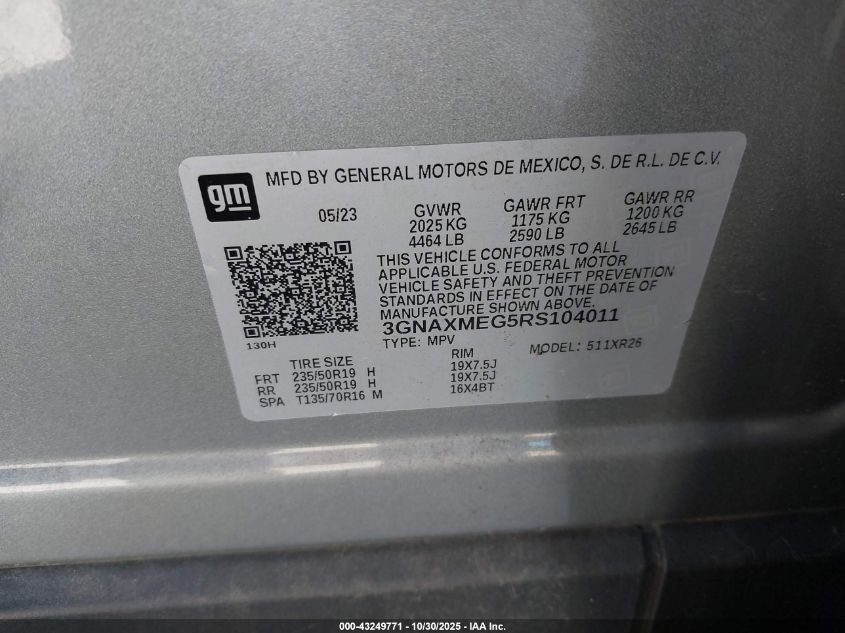 gm MFD BY GENERAL MOTORS DE MEXICO, S. DE R.L. DE C.V.
05/23 GVWR GAWR FRT GAWR RR
2025 KG 1175 KG 1200 KG
4464 LB 2590 LB 2645 LB
THIS VEHICLE CONFORMS TO ALL
APPLICABLE U.S. FEDERAL MOTOR
VEHICLE SAFETY AND THEFT PREVENTION
STANDARDS IN EFFECT ON THE DATE OF
MANUFACTURE SHOWN ABOVE.
3GNAXMEG5RS104011
130H
TYPE: MPV MODEL: 511XR26
TIRE SIZE RIM
FRT 235/50R19 H 19X7.5J
RR 235/50R19 H 19X7.5J
SPA T135/70R16 M 16X4BT
000-43249771 - 10/30/2025 - IAA Inc.